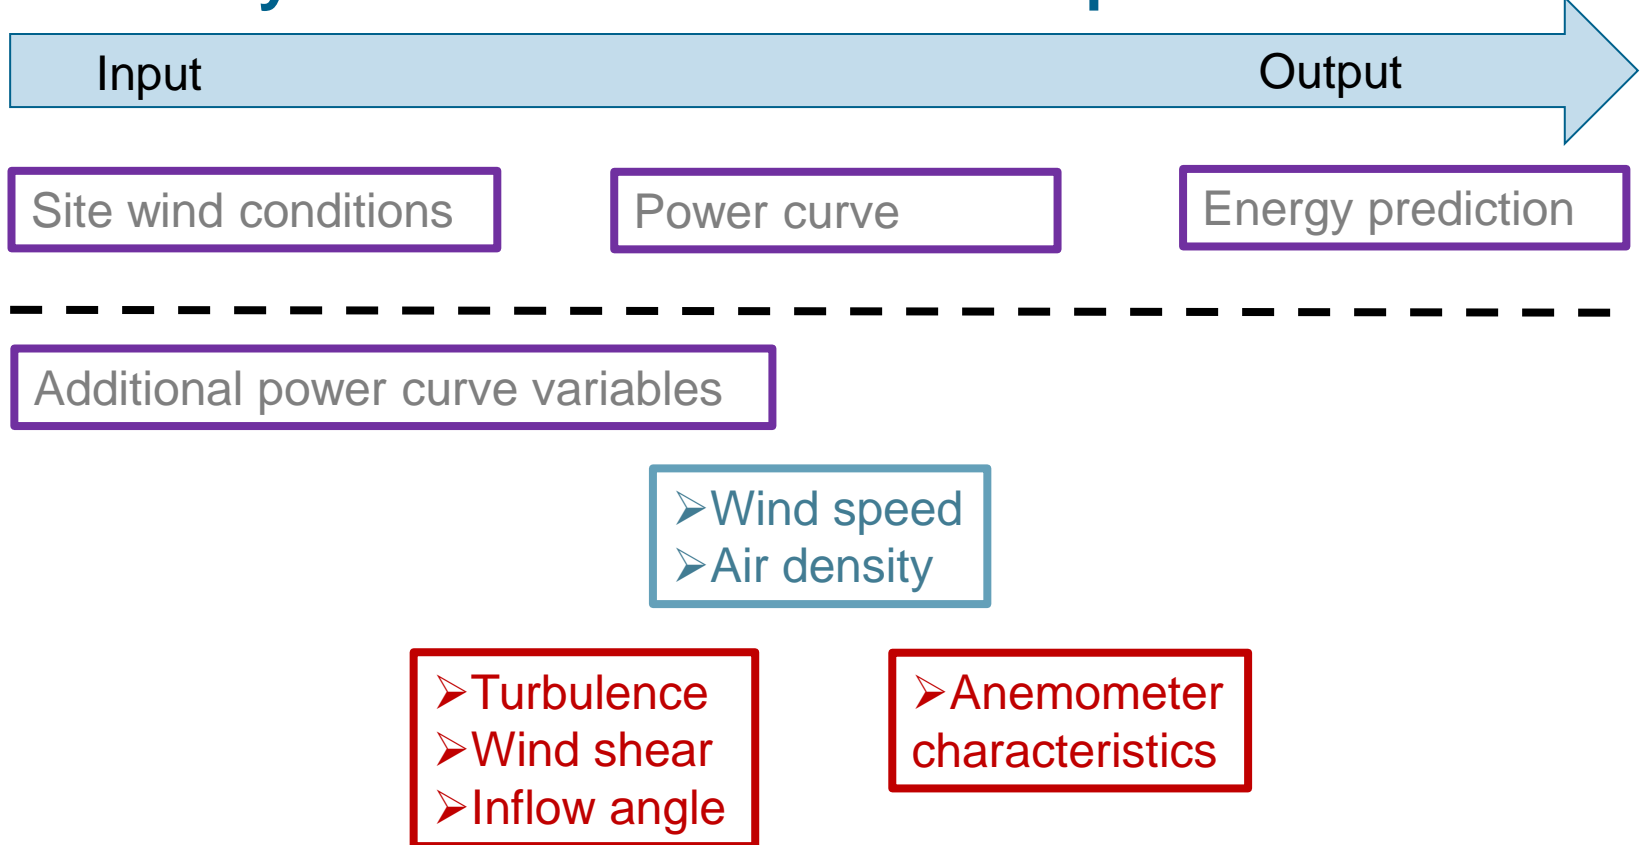 Input
Output
Site wind conditions
Power curve
Energy prediction
Additional power curve variables
➢Wind speed
➢Air density
➢Turbulence
➢Wind shear
➢Inflow angle
➢Anemometer
characteristics